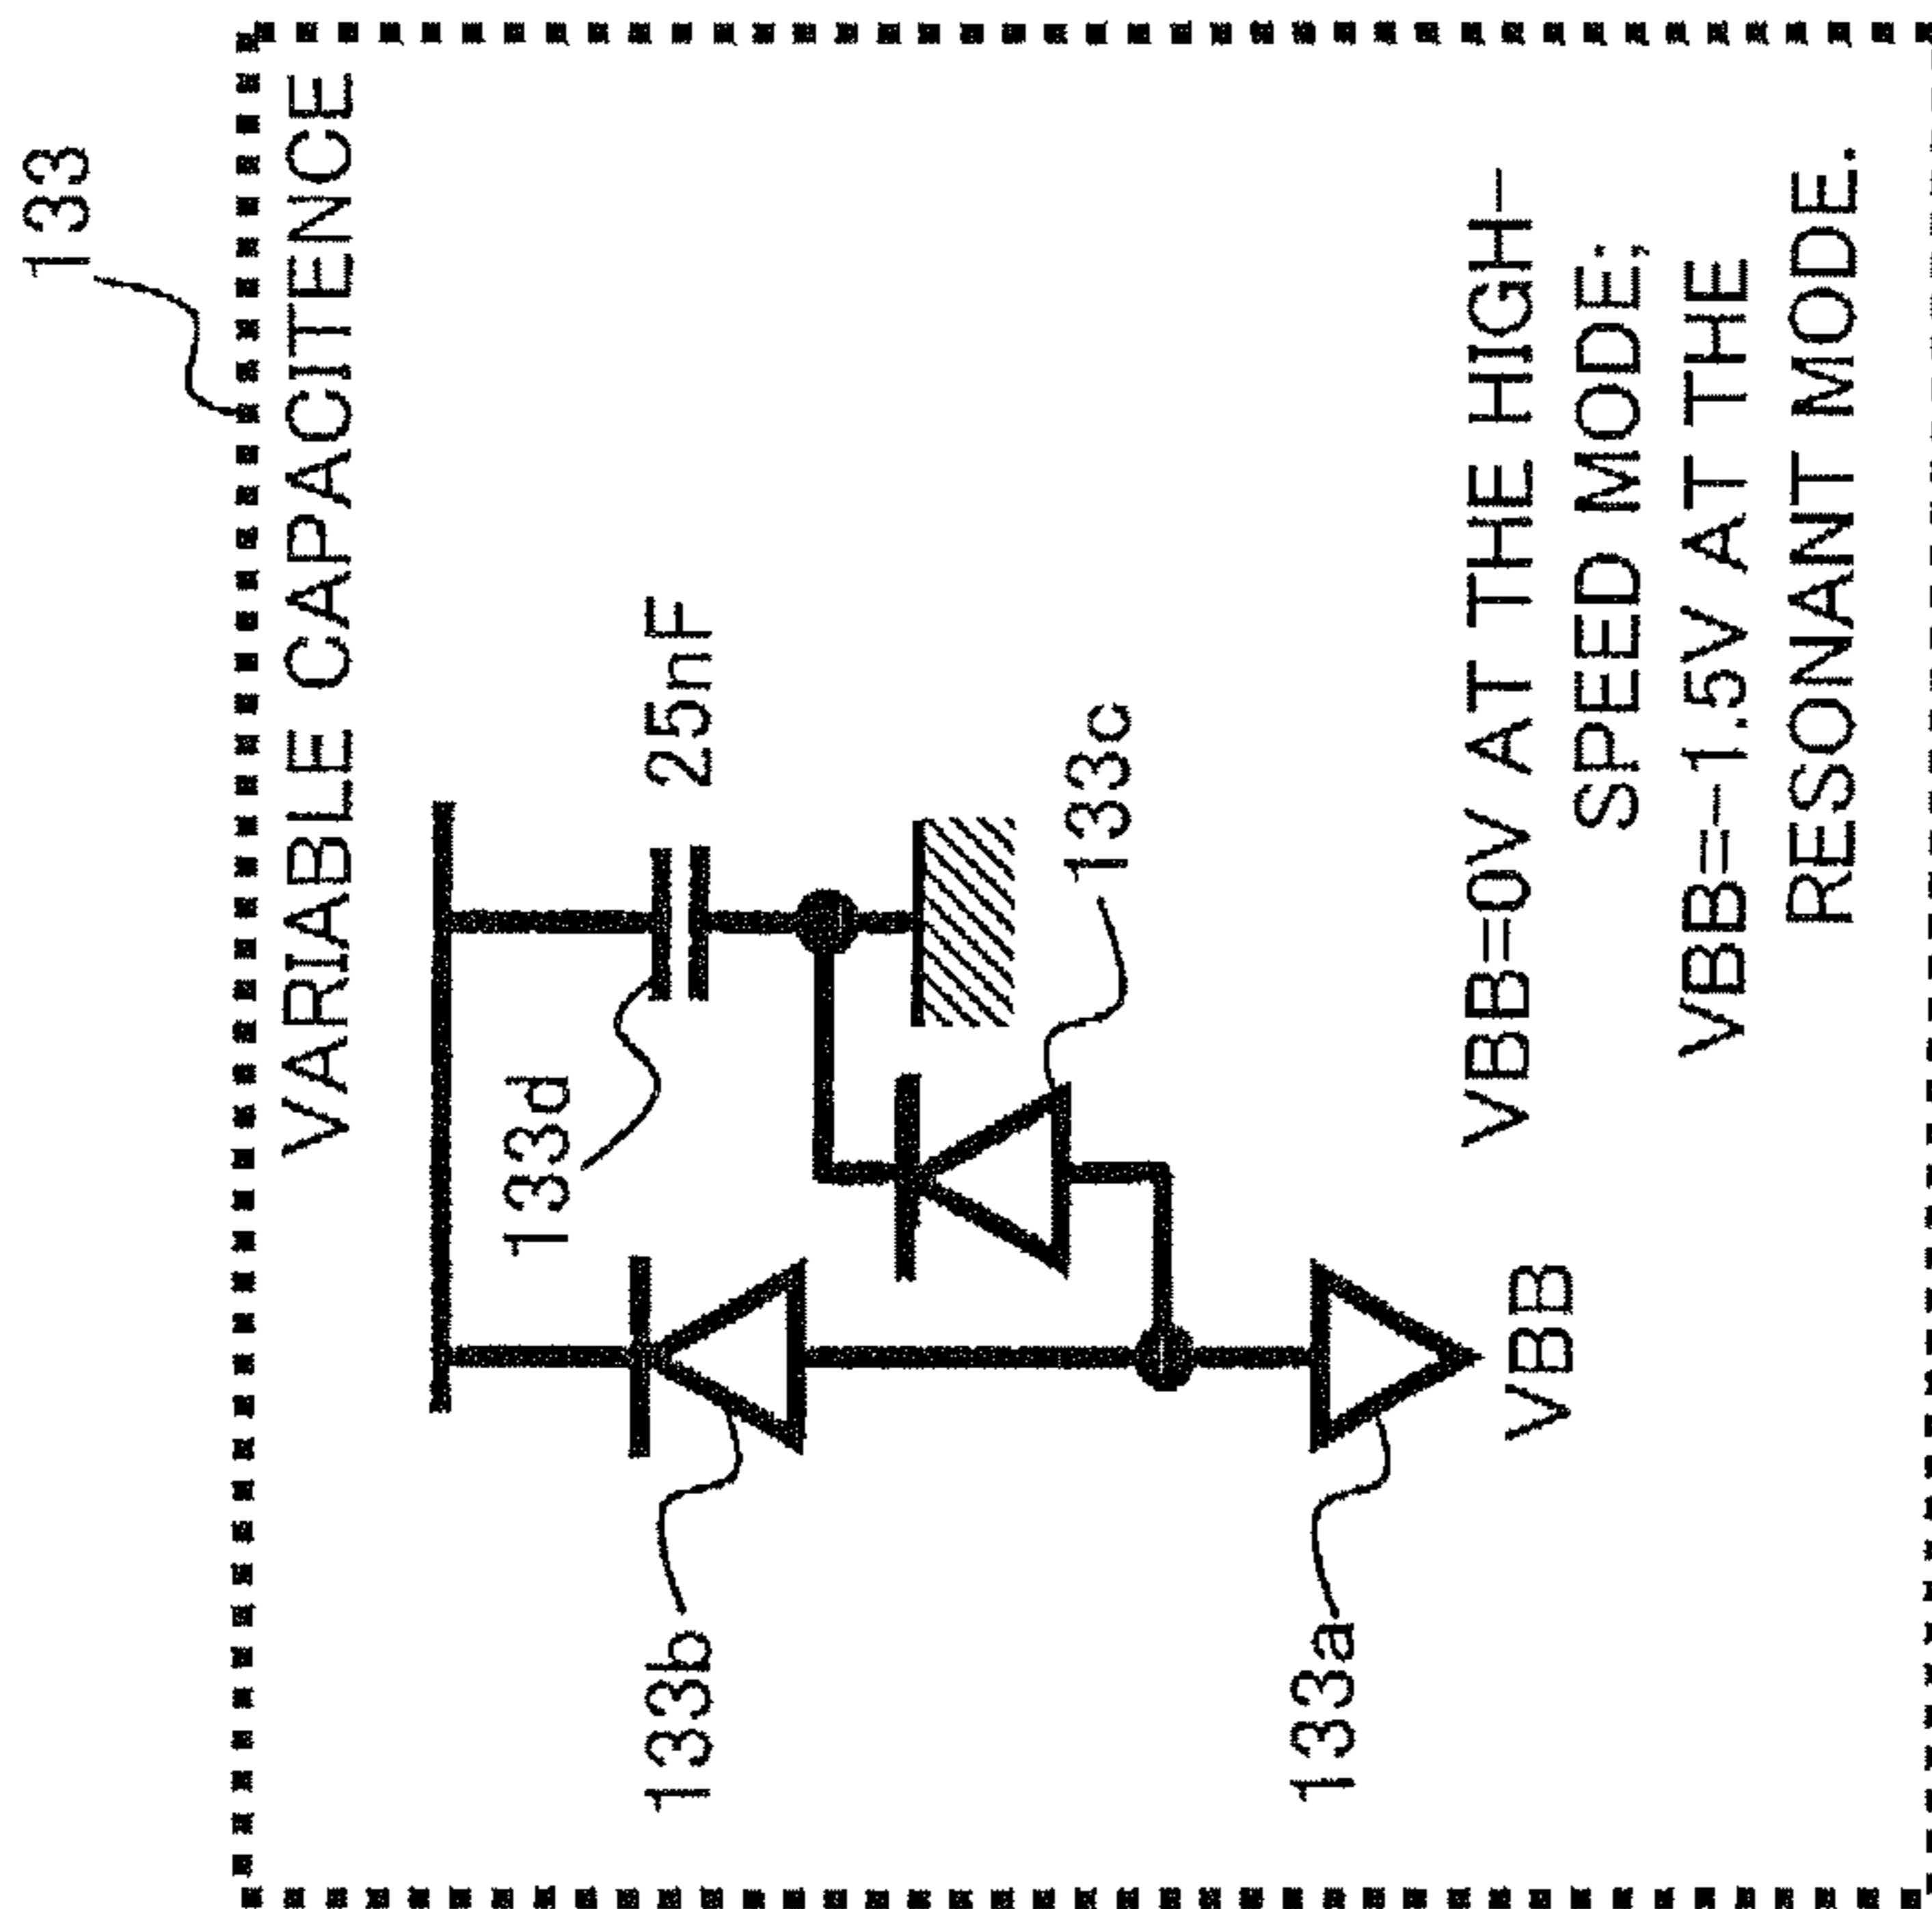 133
VARIABLE CAPACITENCE
25nF
133d
133c
133b
133a
VBB
VBB=0V AT THE HIGH-
SPEED MODE;
VBB=-1.5V AT THE
RESONANT MODE.